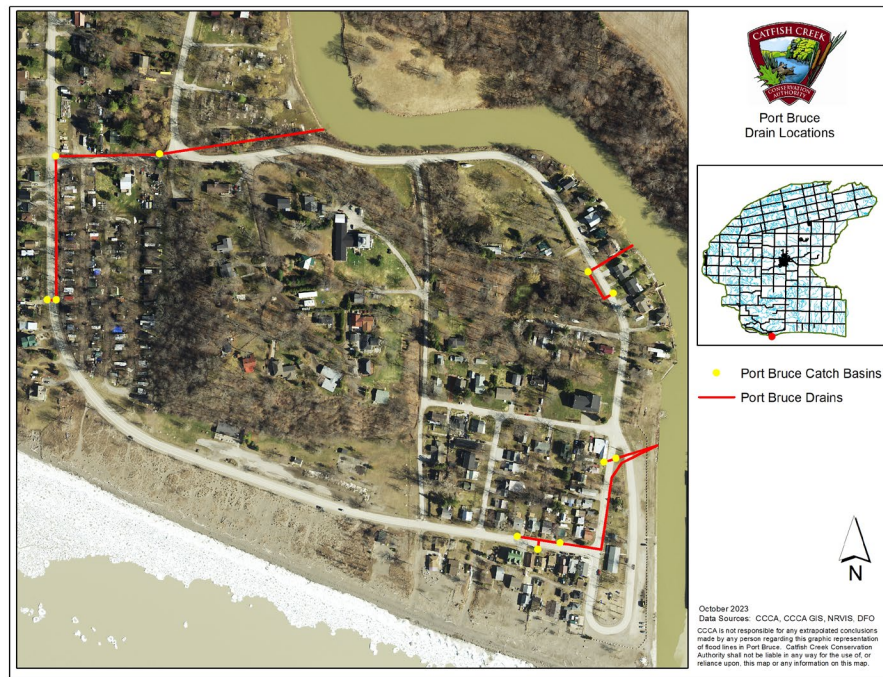 CATFISH CREEK
CONSERVATION
AUTHORITY
Port Bruce
Drain Locations
Port Bruce Catch Basins
Port Bruce Drains
N
October 2023
Data Sources: CCCA, CCCA GIS, NRVIS, DFO
CCCA is not responsible for any extrapolated conclusions
made by any person regarding this graphic representation
of flood lines in Port Bruce. Catfish Creek Conservation
Authority shall not be liable in any way for the use of, or
reliance upon, this map or any information on this map.